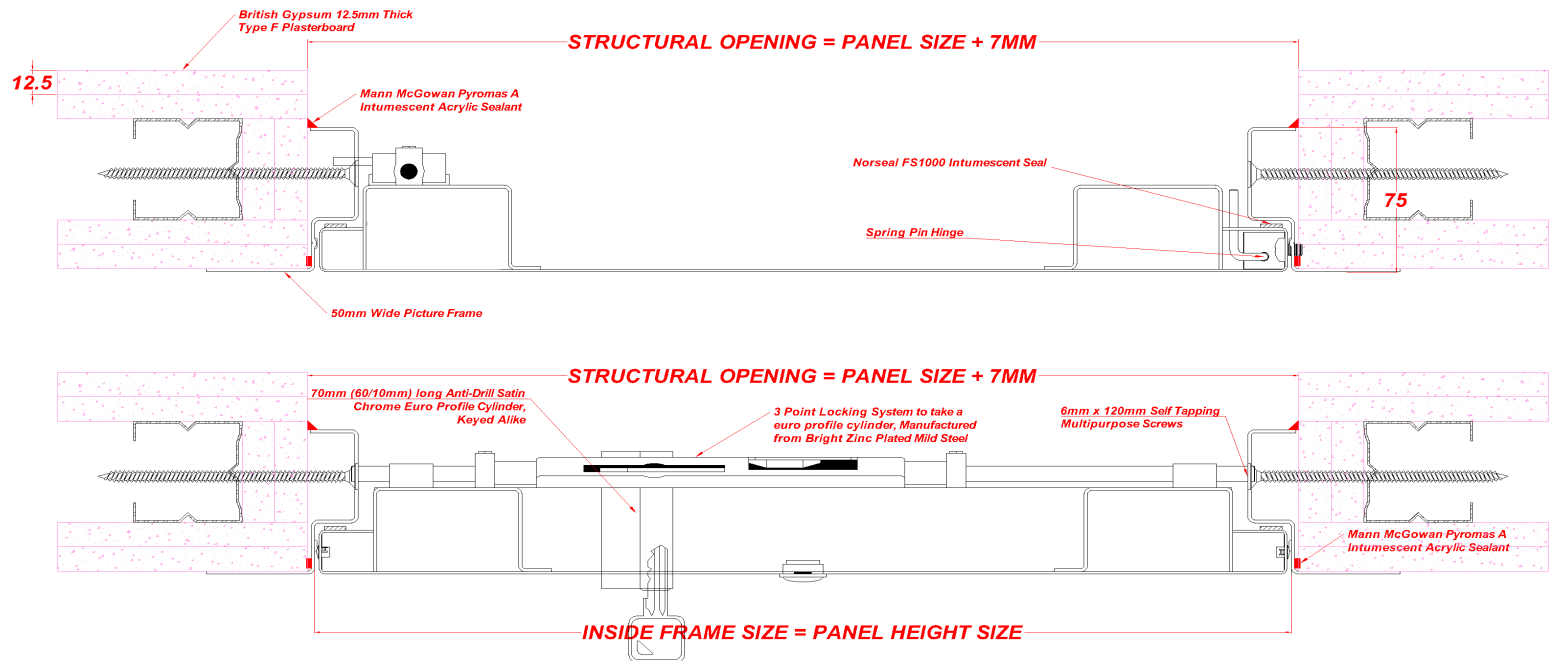 British Gypsum 12.5mm Thick
Type F Plasterboard
STRUCTURAL OPENING = PANEL SIZE + 7MM
12.5
Mann McGowan Pyromas A
Intumescent Acrylic Sealant
Norseal FS1000 Intumescent Seal
75
Spring Pin Hinge
50mm Wide Picture Frame
STRUCTURAL OPENING = PANEL SIZE + 7MM
70mm (60/10mm) long Anti-Drill Satin
Chrome Euro Profile Cylinder,
Keyed Alike
3 Point Locking System to take a
euro profile cylinder, Manufactured
from Bright Zinc Plated Mild Steel
6mm x 120mm Self Tapping
Multipurpose Screws
Mann McGowan Pyromas A
Intumescent Acrylic Sealant
INSIDE FRAME SIZE = PANEL HEIGHT SIZE